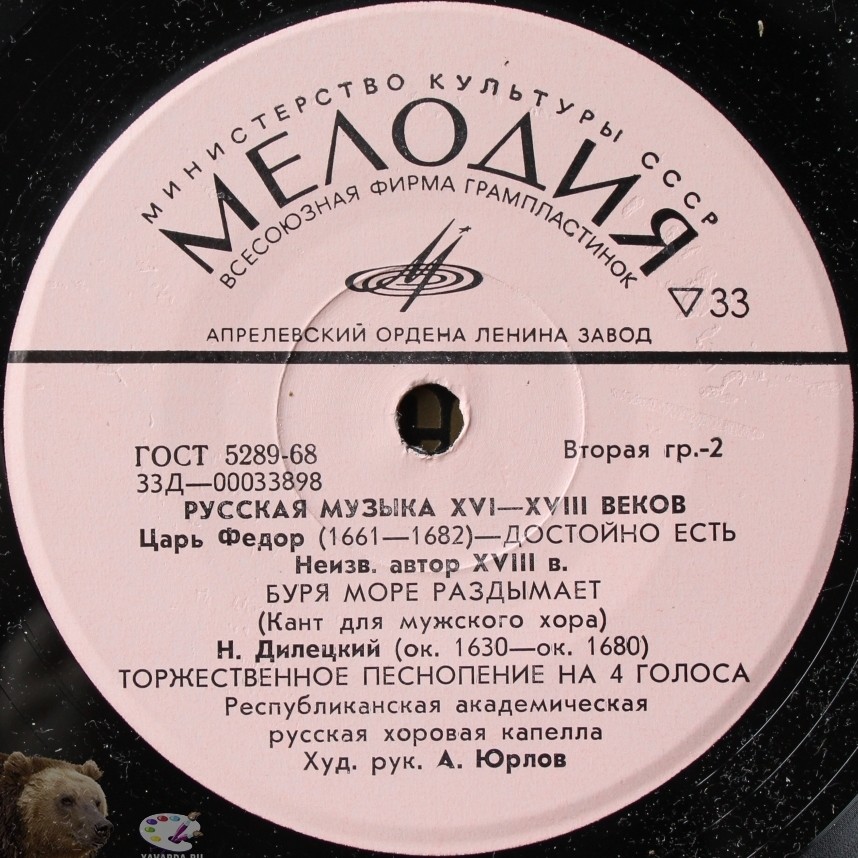 МИНИСТЕРСТВО КУЛЬТУРЫ СССР
МЕЛОДИЯ
ВСЕСОЮЗНАЯ ФИРМА ГРАМПЛАСТИНОК
33
АПРЕЛЕВСКИЙ ОРДЕНА ЛЕНИНА ЗАВОД
ГОСТ 5289-68
Вторая гр.-2
33Д—00033898
РУССКАЯ МУЗЫКА XVI—XVIII ВЕКОВ
Царь Федор (1661—1682)—ДОСТОЙНО ЕСТЬ
Неизв. автор XVIII в.
БУРЯ МОРЕ РАЗДЫМАЕТ
(Кант для мужского хора)
Н. Дилецкий (ок. 1630—ок. 1680)
ТОРЖЕСТВЕННОЕ ПЕСНОПЕНИЕ НА 4 ГОЛОСА
Республиканская академическая
русская хоровая капелла
Худ. рук. А. Юрлов